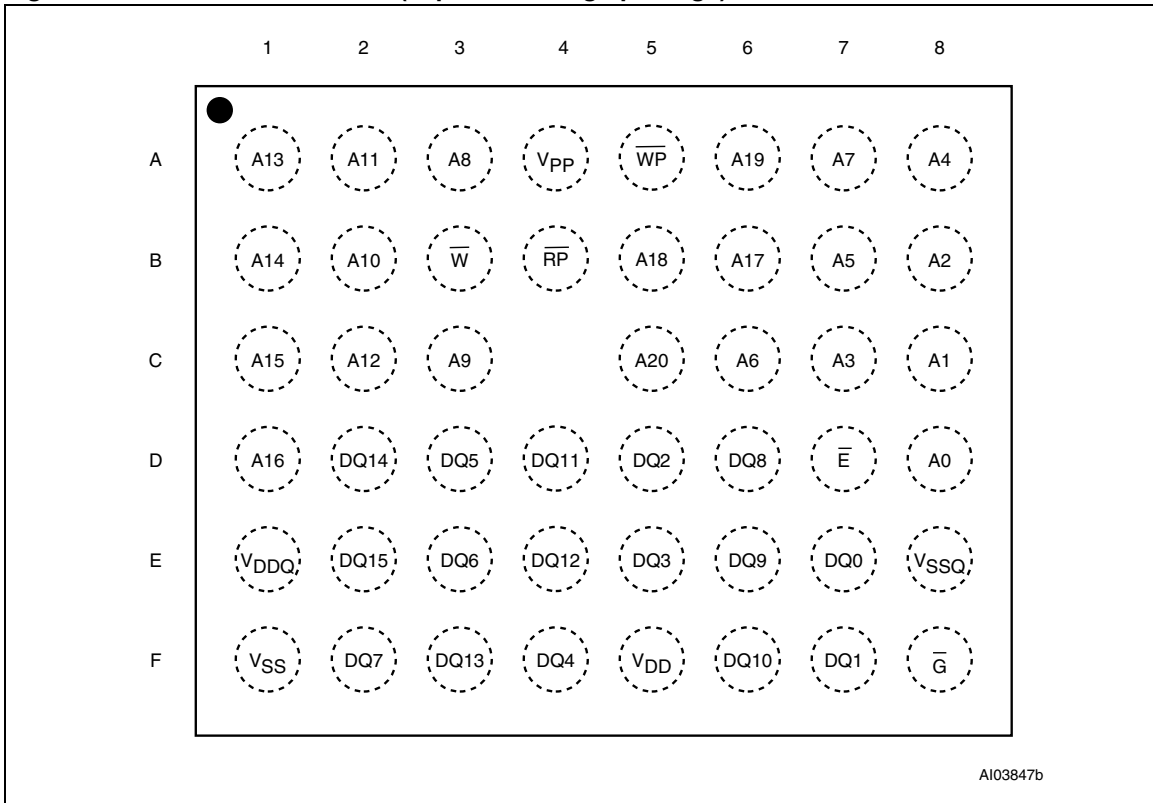 1 2 3 4 5 6 7 8
A A13 A11 A8 VPP W̅P̅ A19 A7 A4
B A14 A10 W̅ R̅P̅ A18 A17 A5 A2
C A15 A12 A9 A20 A6 A3 A1
D A16 DQ14 DQ5 DQ11 DQ2 DQ8 E̅ A0
E VDDQ DQ15 DQ6 DQ12 DQ3 DQ9 DQ0 VSSQ
F VSS DQ7 DQ13 DQ4 VDD DQ10 DQ1 G̅
AI03847b